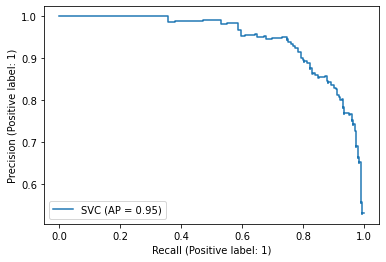 1.0
0.9
0.8
0.7
0.6
Precision (Positive label: 1)
SVC (AP = 0.95)
0.0 0.2 0.4 0.6 0.8 1.0
Recall (Positive label: 1)